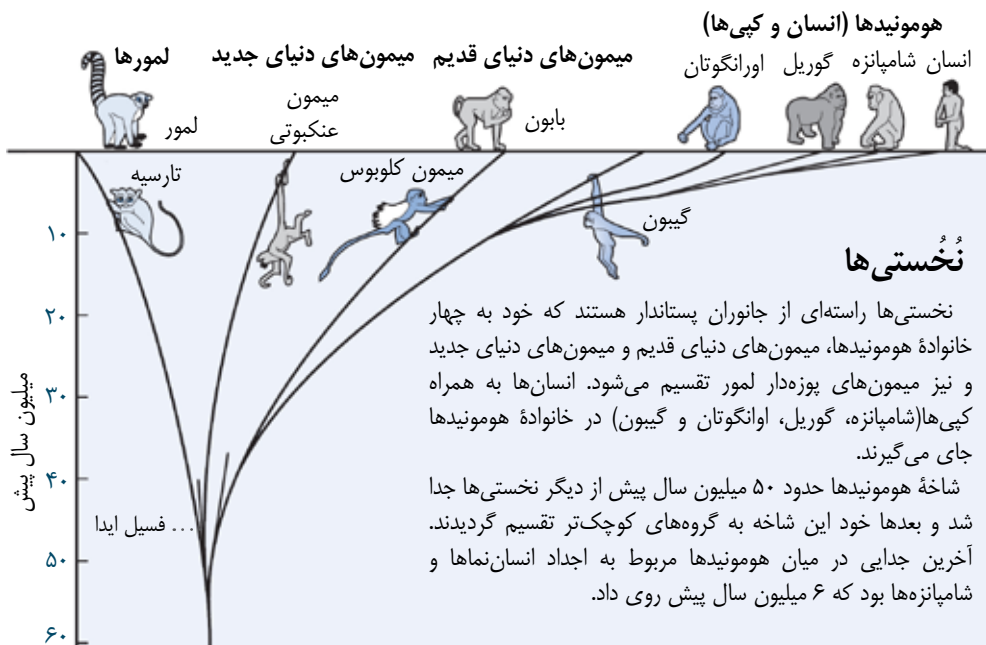 هومونیدها (انسان و کپی‌ها)
لمورها
میمون‌های دنیای جدید
میمون‌های دنیای قدیم
انسان
شامپانزه
گوریل
اورانگوتان
بابون
میمون
عنکبوتی
لمور
تارسیه
میمون کلوبوس
گیبون
۱۰
۲۰
۳۰
۴۰
۵۰
۶۰
میلیون سال پیش
فسیل ایدا ...
نُخُستی‌ها
نخستی‌ها راسته‌ای از جانوران پستاندار هستند که خود به چهار
خانوادهٔ هومونیدها، میمون‌های دنیای قدیم و میمون‌های دنیای جدید
و نیز میمون‌های پوزه‌دار لمور تقسیم می‌شود. انسان‌ها به همراه
کپی‌ها(شامپانزه، گوریل، اوانگوتان و گیبون) در خانوادهٔ هومونیدها
جای می‌گیرند.
شاخهٔ هومونیدها حدود ۵۰ میلیون سال پیش از دیگر نخستی‌ها جدا
شد و بعدها خود این شاخه به گروه‌های کوچک‌تر تقسیم گردیدند.
آخرین جدایی در میان هومونیدها مربوط به اجداد انسان‌نماها و
شامپانزه‌ها بود که ۶ میلیون سال پیش روی داد.